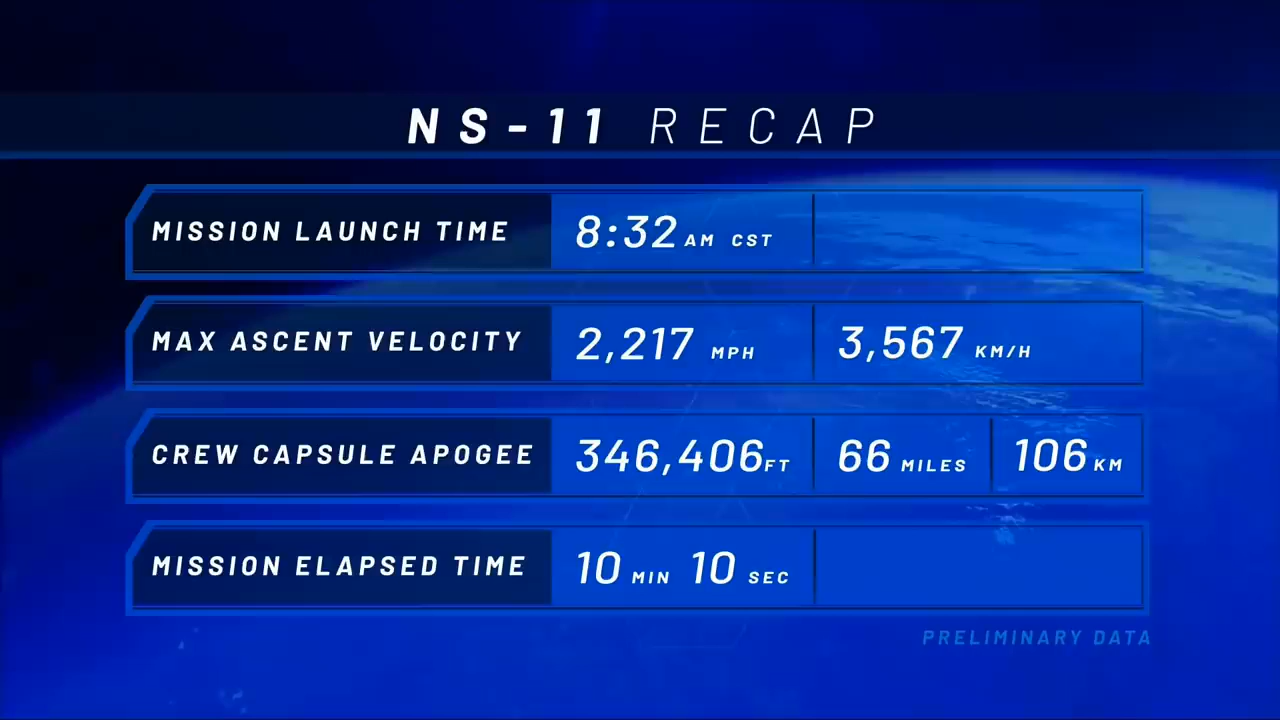 NS-11 RECAP
MISSION LAUNCH TIME 8:32 AM CST
MAX ASCENT VELOCITY 2,217 MPH 3,567 KM/H
CREW CAPSULE APOGEE 346,406 FT 66 MILES 106 KM
MISSION ELAPSED TIME 10 MIN 10 SEC
PRELIMINARY DATA